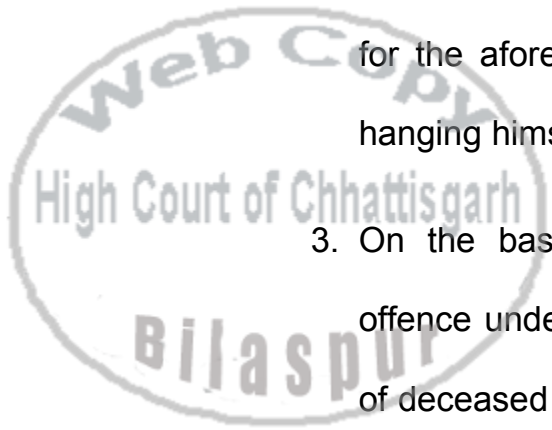 Web Copy
for the afore
hanging hims
High Court of Chhattisgarh
3. On the bas
offence unde
Bilaspur
of deceased